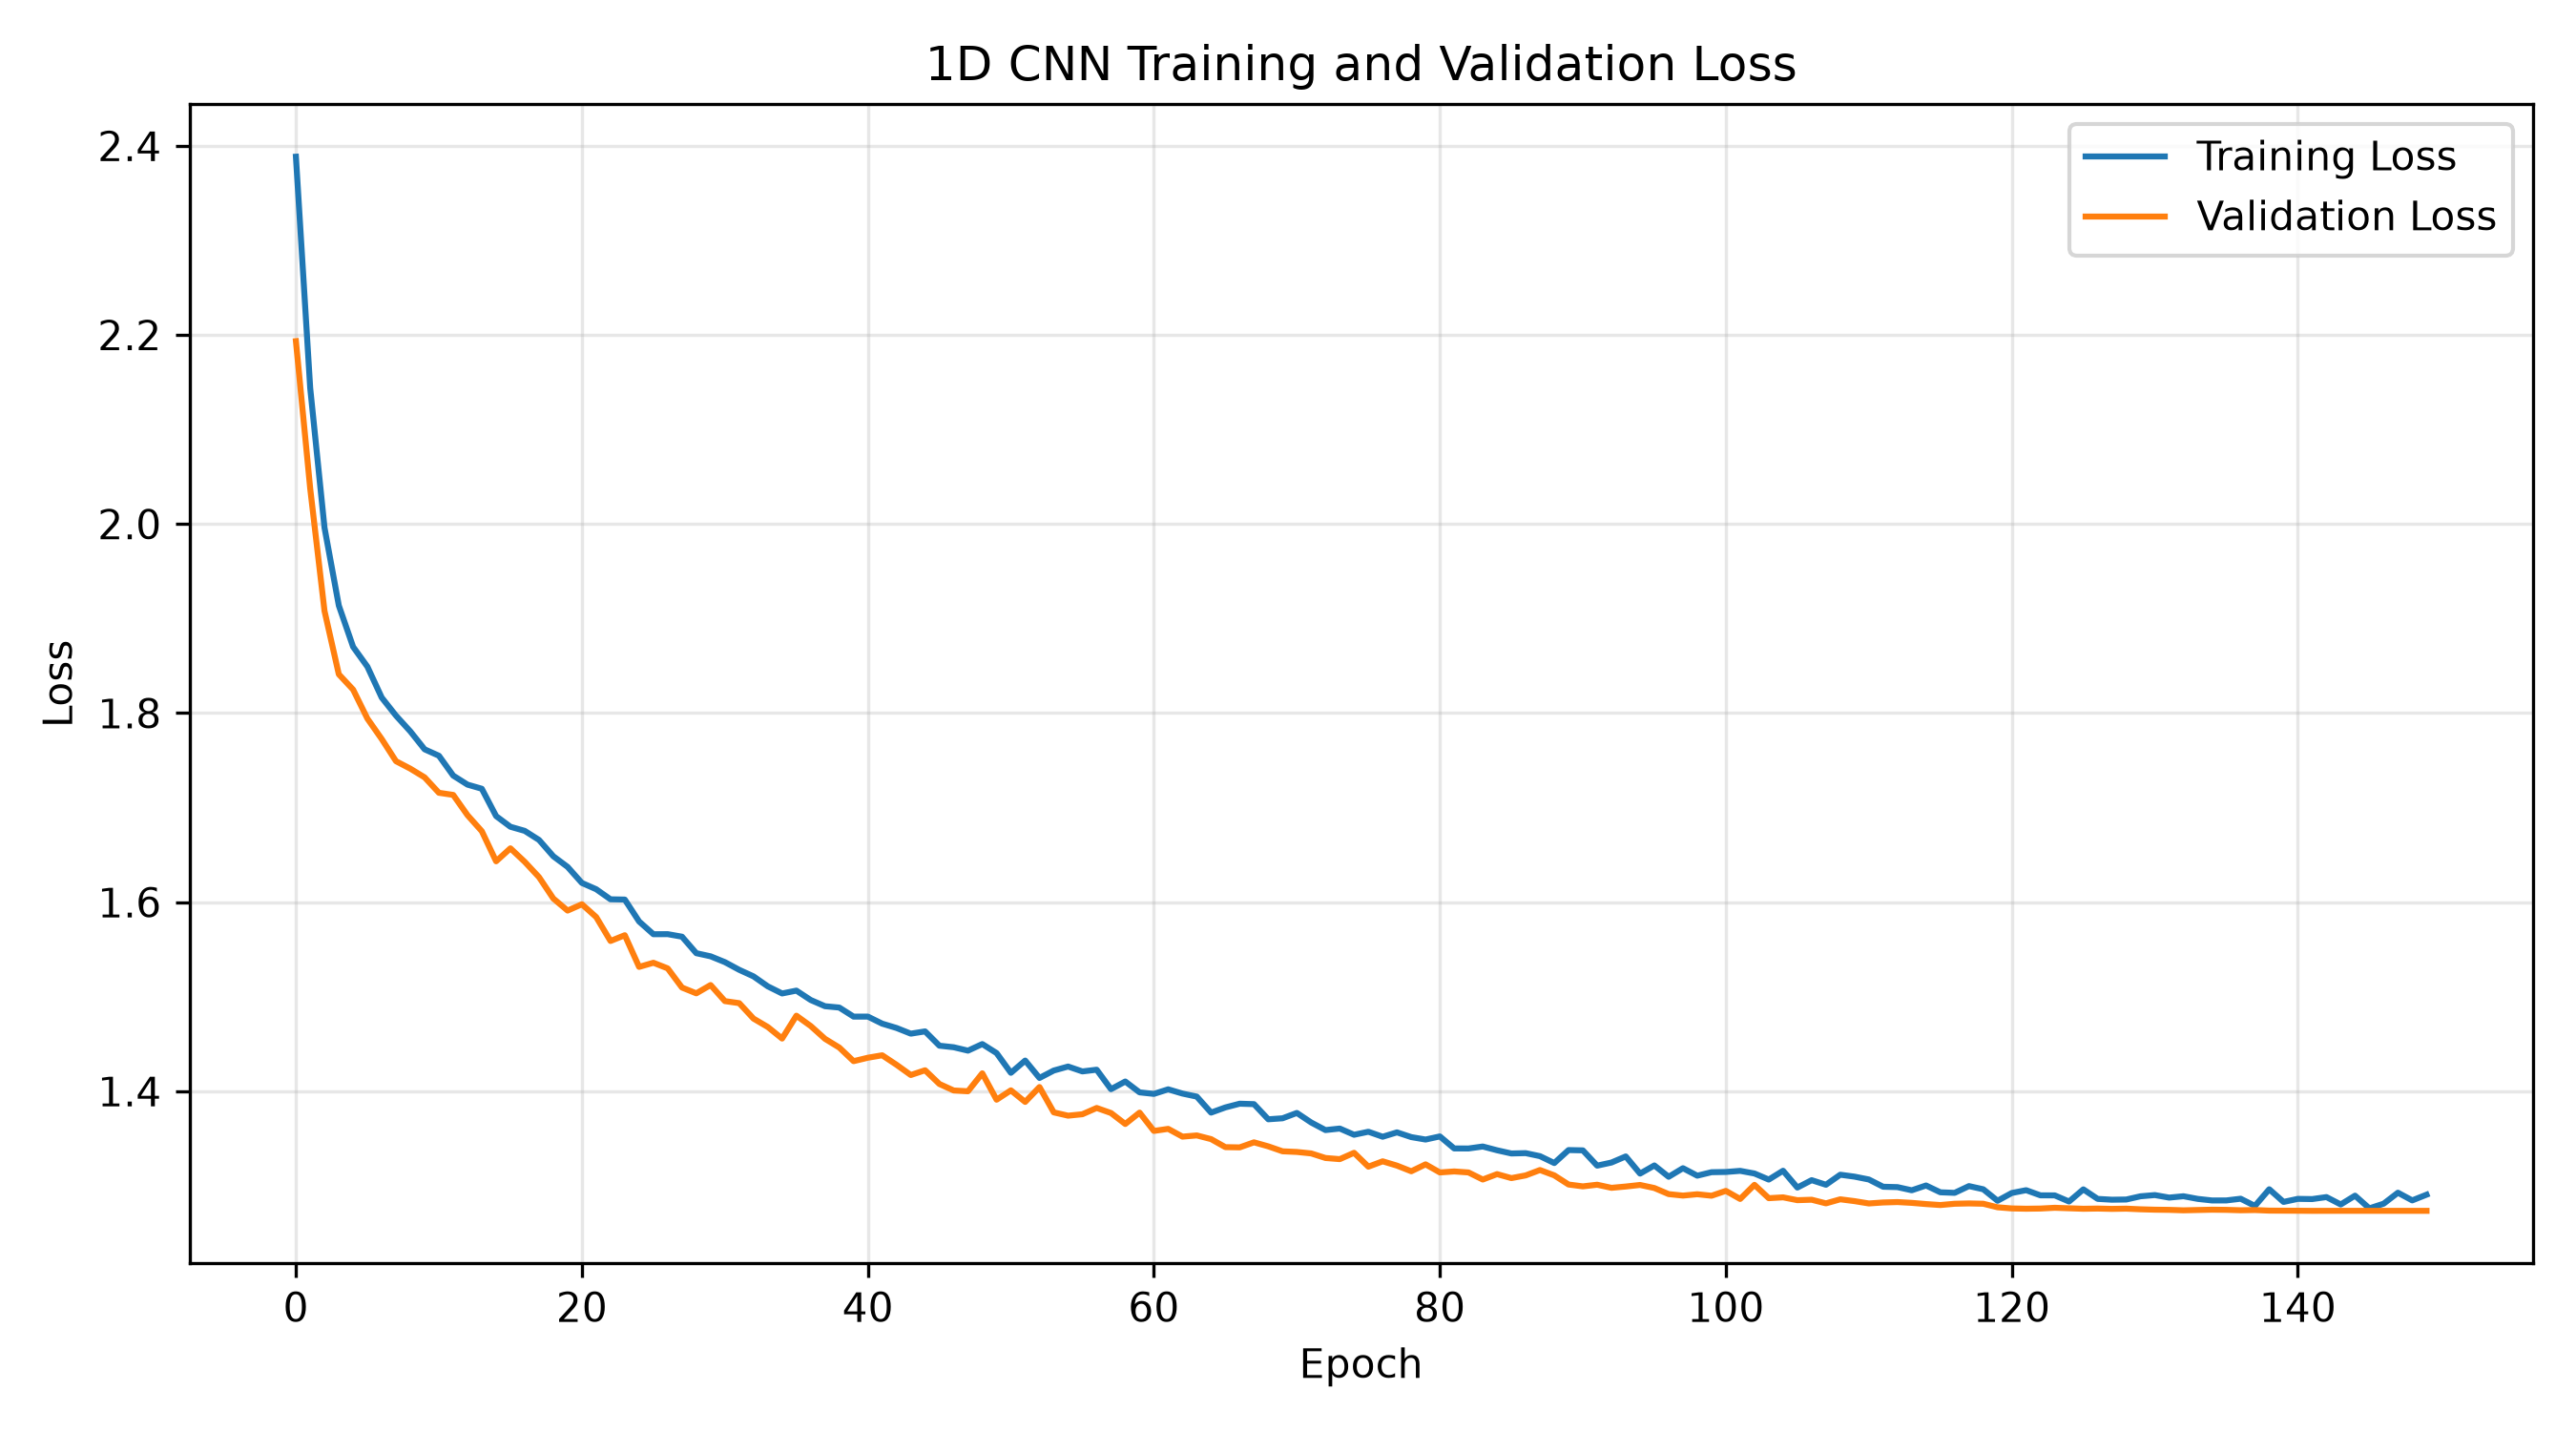 1D CNN Training and Validation Loss
Training Loss
Validation Loss
2.4
2.2
2.0
1.8
1.6
1.4
Loss
0 20 40 60 80 100 120 140
Epoch